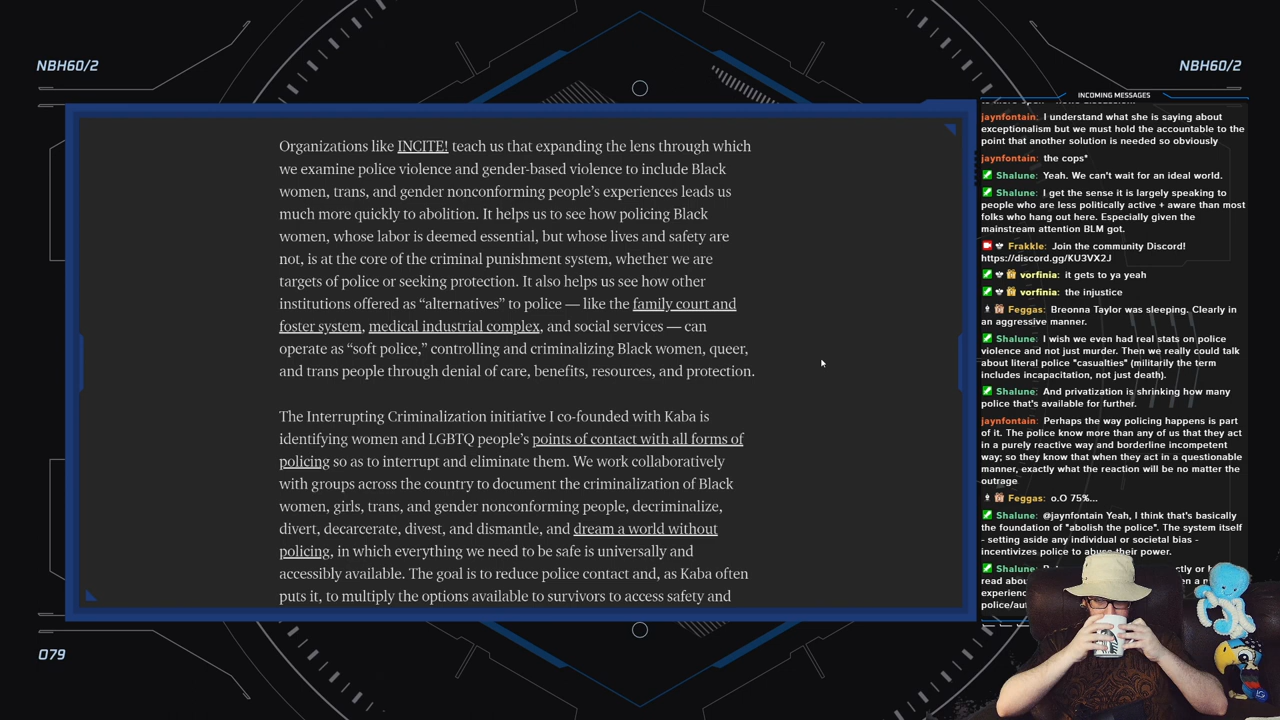 NBH60/2
NBH60/2
Organizations like INCITE! teach us that expanding the lens through which
we examine police violence and gender-based violence to include Black
women, trans, and gender nonconforming people’s experiences leads us
much more quickly to abolition. It helps us to see how policing Black
women, whose labor is deemed essential, but whose lives and safety are
not, is at the core of the criminal punishment system, whether we are
targets of police or seeking protection. It also helps us see how other
institutions offered as “alternatives” to police — like the family court and
foster system, medical industrial complex, and social services — can
operate as “soft police,” controlling and criminalizing Black women, queer,
and trans people through denial of care, benefits, resources, and protection.
The Interrupting Criminalization initiative I co-founded with Kaba is
identifying women and LGBTQ people’s points of contact with all forms of
policing so as to interrupt and eliminate them. We work collaboratively
with groups across the country to document the criminalization of Black
women, girls, trans, and gender nonconforming people, decriminalize,
divert, decarcerate, divest, and dismantle, and dream a world without
policing, in which everything we need to be safe is universally and
accessibly available. The goal is to reduce police contact and, as Kaba often
puts it, to multiply the options available to survivors to access safety and
O79
INCOMING MESSAGES
jaynfontain: I understand what she is saying about
exceptionalism but we must hold the accountable to the
point that another solution is needed so obviously
jaynfontain: the cops*
Shalune: Yeah. We can't wait for an ideal world.
Shalune: I get the sense it is largely speaking to
people who are less politically active + aware than most
folks who hang out here. Especially given the
mainstream attention BLM got.
Frakkle: Join the community Discord!
https://discord.gg/KU3VX2J
vorfinia: it gets to ya yeah
vorfinia: the injustice
Feggas: Breonna Taylor was sleeping. Clearly in
an aggressive manner.
Shalune: I wish we even had real stats on police
violence and not just murder. Then we really could talk
about literal police "casualties" (militarily the term
includes incapacitation, not just death).
Shalune: And privatization is shrinking how many
police that's available for further.
jaynfontain: Perhaps the way policing happens is part
of it. The police know more than any of us that they act
in a purely reactive way and borderline incompetent
way; so they know that when they act in a questionable
manner, exactly what the reaction will be no matter the
outrage
Feggas: o.O 75%...
Shalune: @jaynfontain Yeah, I think that's basically
the foundation of "abolish the police". The system itself
- setting aside any individual or societal bias -
incentivizes police to abuse their power.
Shalune:
read
experienc